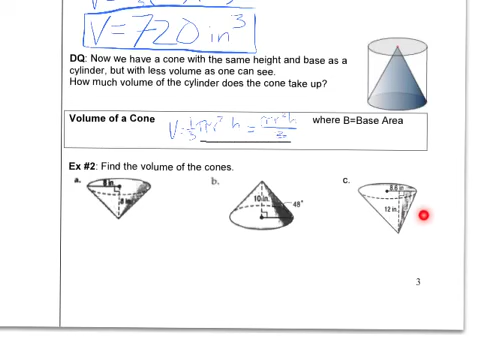 V=720 in³
DQ: Now we have a cone with the same height and base as a
cylinder, but with less volume as one can see.
How much volume of the cylinder does the cone take up?
Volume of a Cone V=1/3πr²h = πr²h/3 where B=Base Area
Ex #2: Find the volume of the cones.
a. b. c.
8 in 10 in. 8.6 in
8 in. 48° 12 in.
3